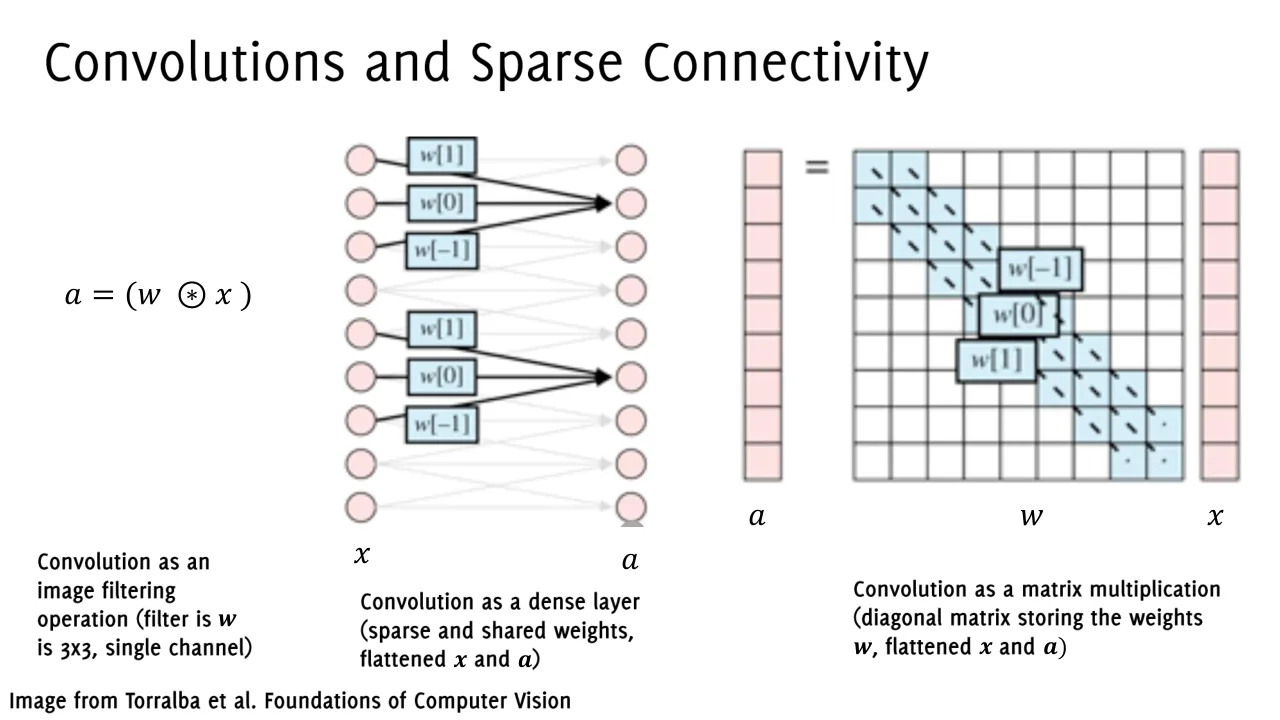 Convolutions and Sparse Connectivity
a = (w ⊛ x )
w[1]
w[0]
w[−1]
w[1]
w[0]
w[−1]
x
a
=
w[−1]
w[0]
w[1]
a
w
x
Convolution as an
image filtering
operation (filter is w
is 3x3, single channel)
Convolution as a dense layer
(sparse and shared weights,
flattened x and a)
Convolution as a matrix multiplication
(diagonal matrix storing the weights
w, flattened x and a)
Image from Torralba et al. Foundations of Computer Vision